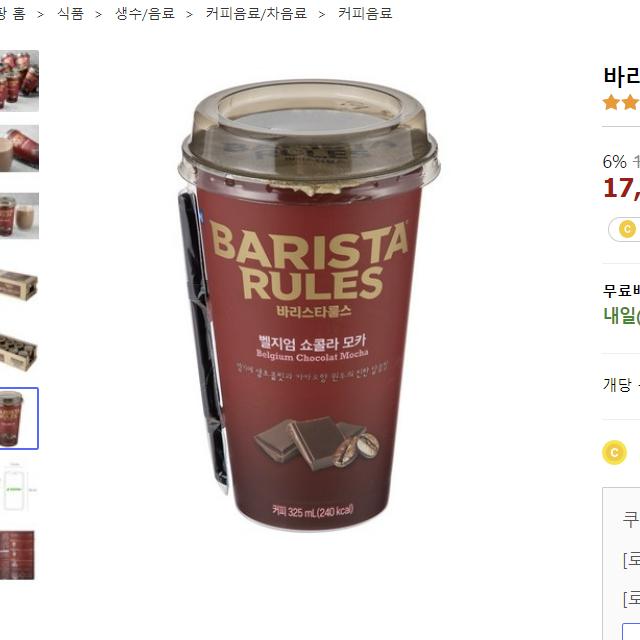 팡 홈 > 식품 > 생수/음료 > 커피음료/차음료 > 커피음료
바리
6% 1
17,
C
무료배
내일(
개당
C
쿠
[로
[로
BARISTA
RULES
바리스타룰스
벨지엄 쇼콜라 모카
Belgium Chocolat Mocha
커피 325 mL(240 kcal)